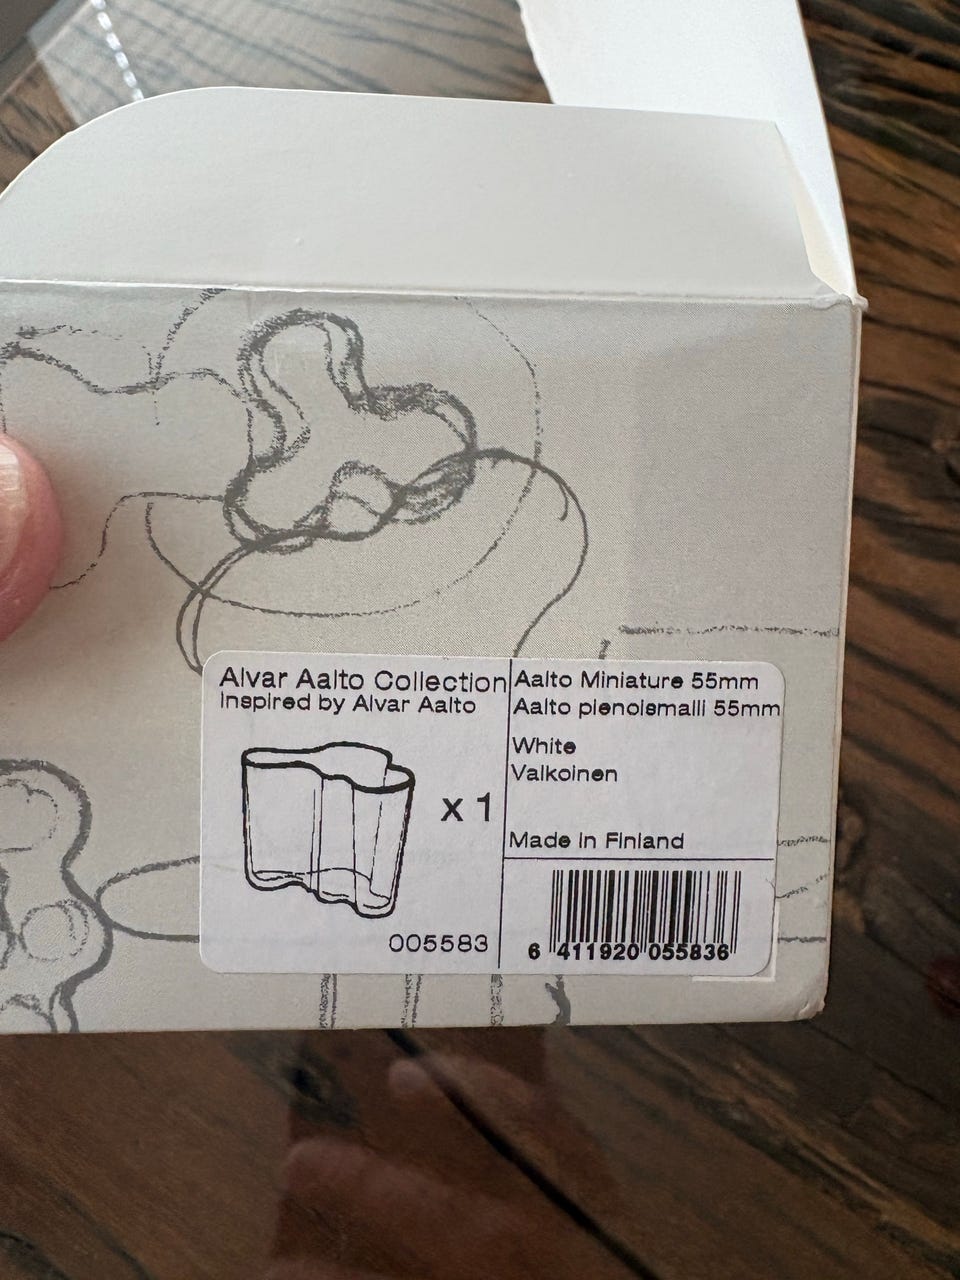 Alvar Aalto Collection
Inspired by Alvar Aalto
x 1
005583
Aalto Miniature 55mm
Aalto pienoismalli 55mm
White
Valkoinen
Made in Finland
6 411920 055836